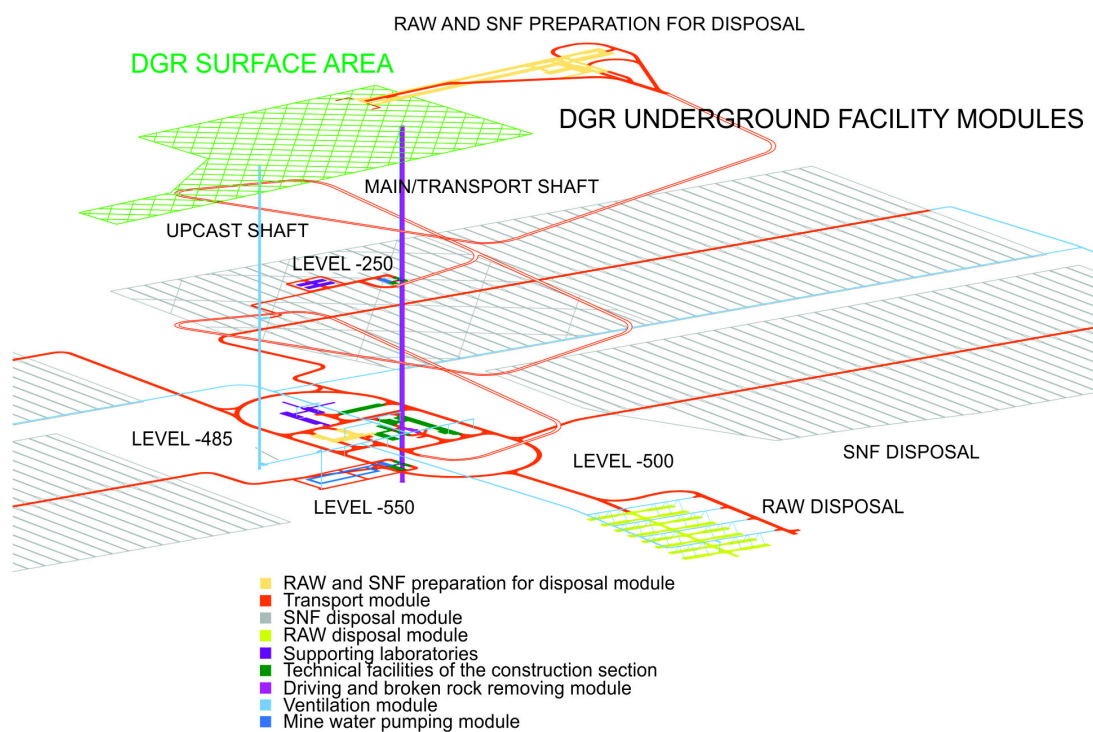 RAW AND SNF PREPARATION FOR DISPOSAL
DGR SURFACE AREA
DGR UNDERGROUND FACILITY MODULES
MAIN/TRANSPORT SHAFT
UPCAST SHAFT
LEVEL -250
LEVEL -485
LEVEL -500
SNF DISPOSAL
LEVEL -550
RAW DISPOSAL
RAW and SNF preparation for disposal module
Transport module
SNF disposal module
RAW disposal module
Supporting laboratories
Technical facilities of the construction section
Driving and broken rock removing module
Ventilation module
Mine water pumping module